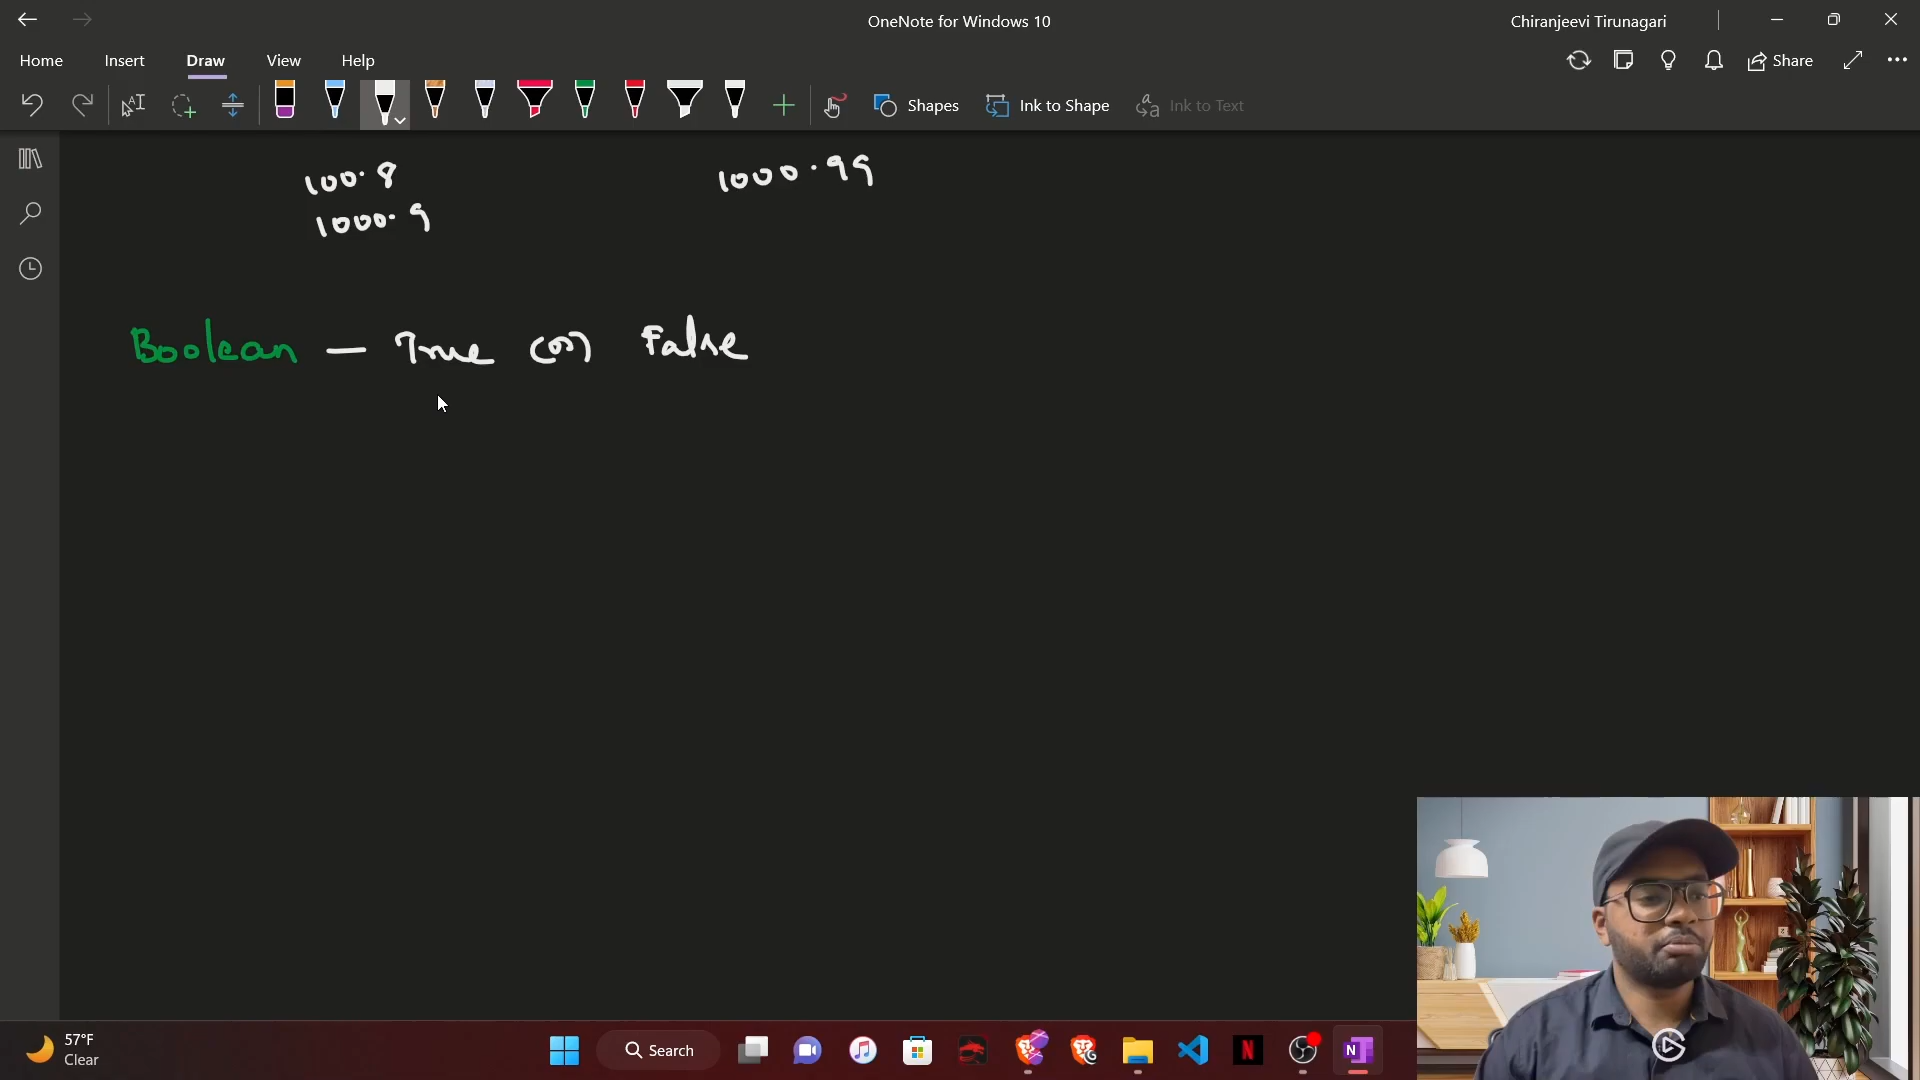 OneNote for Windows 10
Chiranjeevi Tirunagari
Home Insert Draw View Help
Share
Shapes Ink to Shape Ink to Text
100.8
1000.9
1000.99
Boolean — True (or) False
57°F
Clear
Search